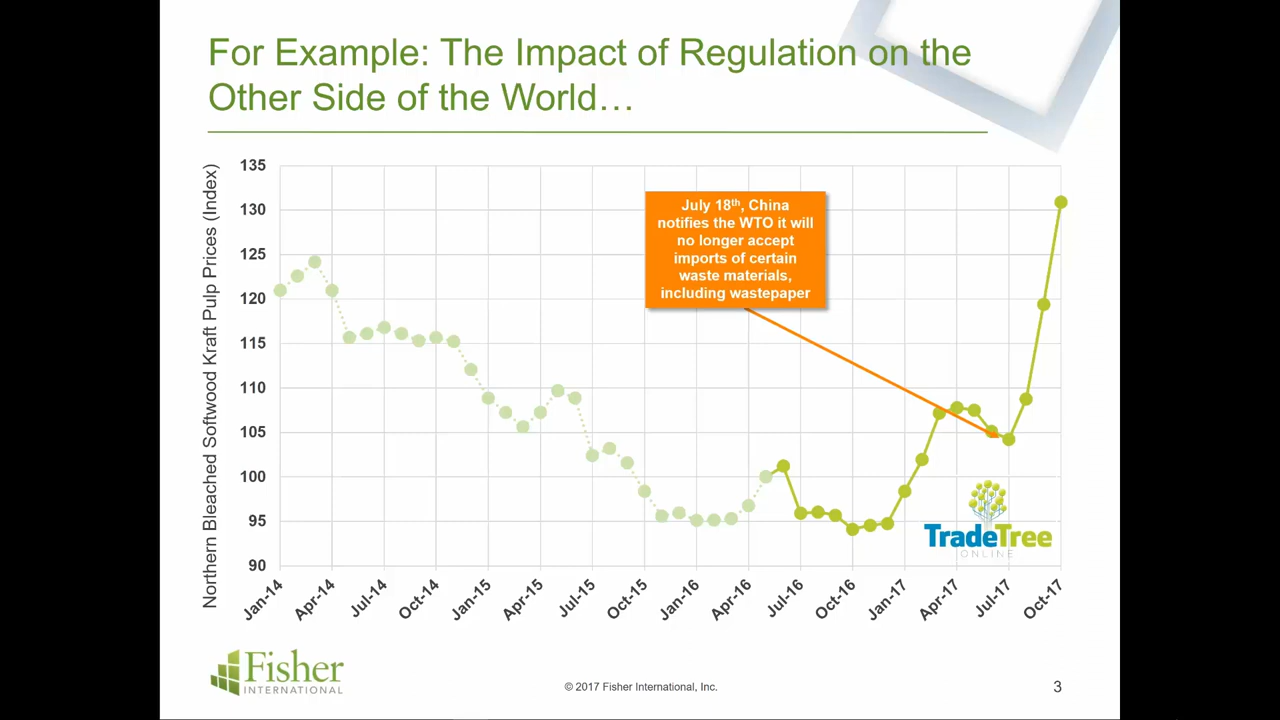 For Example: The Impact of Regulation on the
Other Side of the World…
Northern Bleached Softwood Kraft Pulp Prices (Index)
135
130
125
120
115
110
105
100
95
90
July 18th, China
notifies the WTO it will
no longer accept
imports of certain
waste materials,
including wastepaper
TradeTree
ONLINE
Jan-14
Apr-14
Jul-14
Oct-14
Jan-15
Apr-15
Jul-15
Oct-15
Jan-16
Apr-16
Jul-16
Oct-16
Jan-17
Apr-17
Jul-17
Oct-17
Fisher
INTERNATIONAL
© 2017 Fisher International, Inc.
3